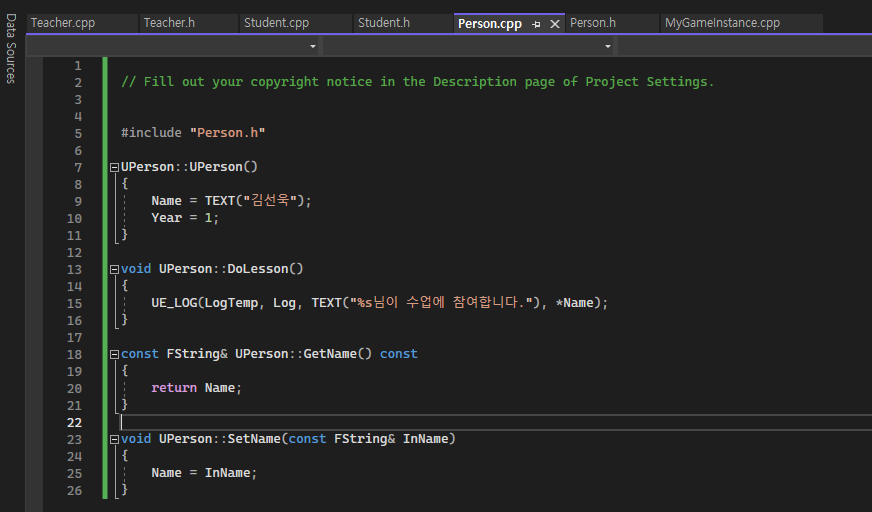 Data Sources
Teacher.cpp Teacher.h Student.cpp Student.h Person.cpp Person.h MyGameInstance.cpp
1
2 // Fill out your copyright notice in the Description page of Project Settings.
3
4
5 #include "Person.h"
6
7 UPerson::UPerson()
8 {
9 Name = TEXT("김선욱");
10 Year = 1;
11 }
12
13 void UPerson::DoLesson()
14 {
15 UE_LOG(LogTemp, Log, TEXT("%s님이 수업에 참여합니다."), *Name);
16 }
17
18 const FString& UPerson::GetName() const
19 {
20 return Name;
21 }
22
23 void UPerson::SetName(const FString& InName)
24 {
25 Name = InName;
26 }